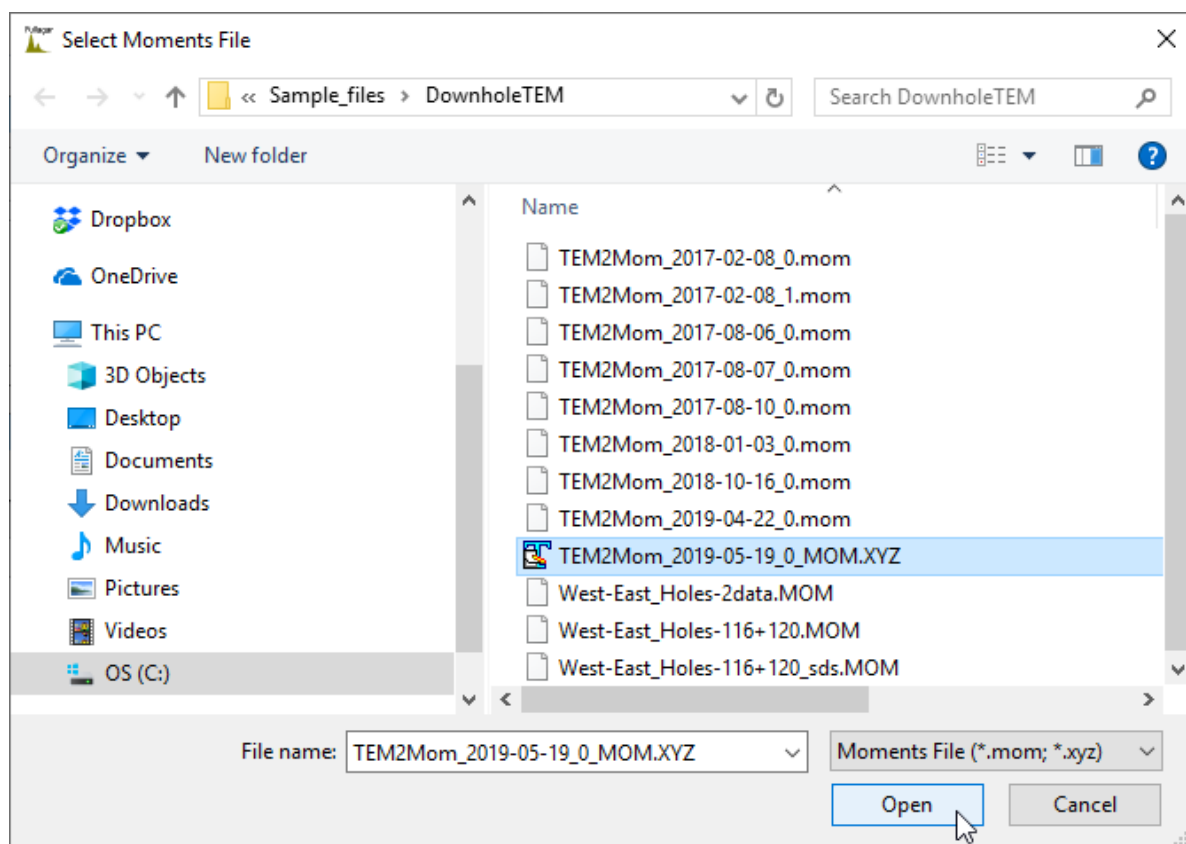 Select Moments File
« Sample_files > DownholeTEM
Search DownholeTEM
Organize
New folder
Dropbox
OneDrive
This PC
3D Objects
Desktop
Documents
Downloads
Music
Pictures
Videos
OS (C:)
Name
TEM2Mom_2017-02-08_0.mom
TEM2Mom_2017-02-08_1.mom
TEM2Mom_2017-08-06_0.mom
TEM2Mom_2017-08-07_0.mom
TEM2Mom_2017-08-10_0.mom
TEM2Mom_2018-01-03_0.mom
TEM2Mom_2018-10-16_0.mom
TEM2Mom_2019-04-22_0.mom
TEM2Mom_2019-05-19_0_MOM.XYZ
West-East_Holes-2data.MOM
West-East_Holes-116+120.MOM
West-East_Holes-116+120_sds.MOM
File name: TEM2Mom_2019-05-19_0_MOM.XYZ
Moments File (*.mom; *.xyz)
Open
Cancel